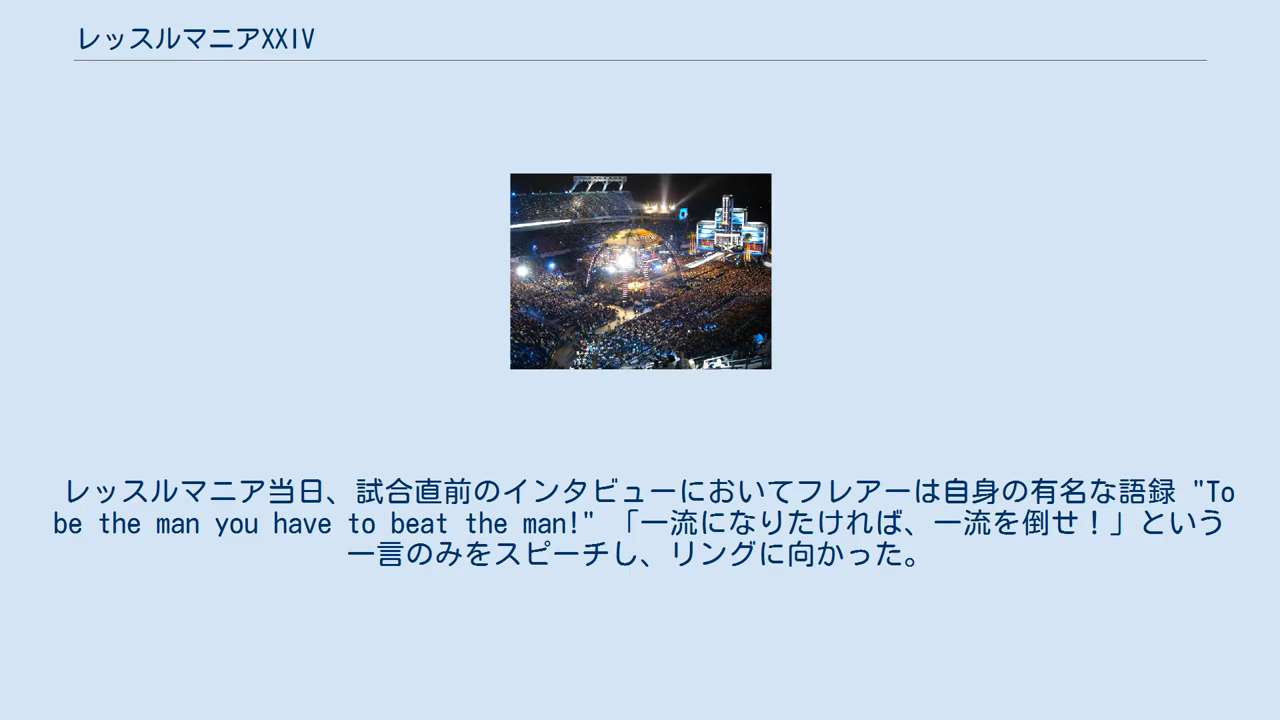 レッスルマニアXXIV
レッスルマニア当日、試合直前のインタビューにおいてフレアーは自身の有名な語録 "To
be the man you have to beat the man!" 「一流になりたければ、一流を倒せ！」という
一言のみをスピーチし、リングに向かった。